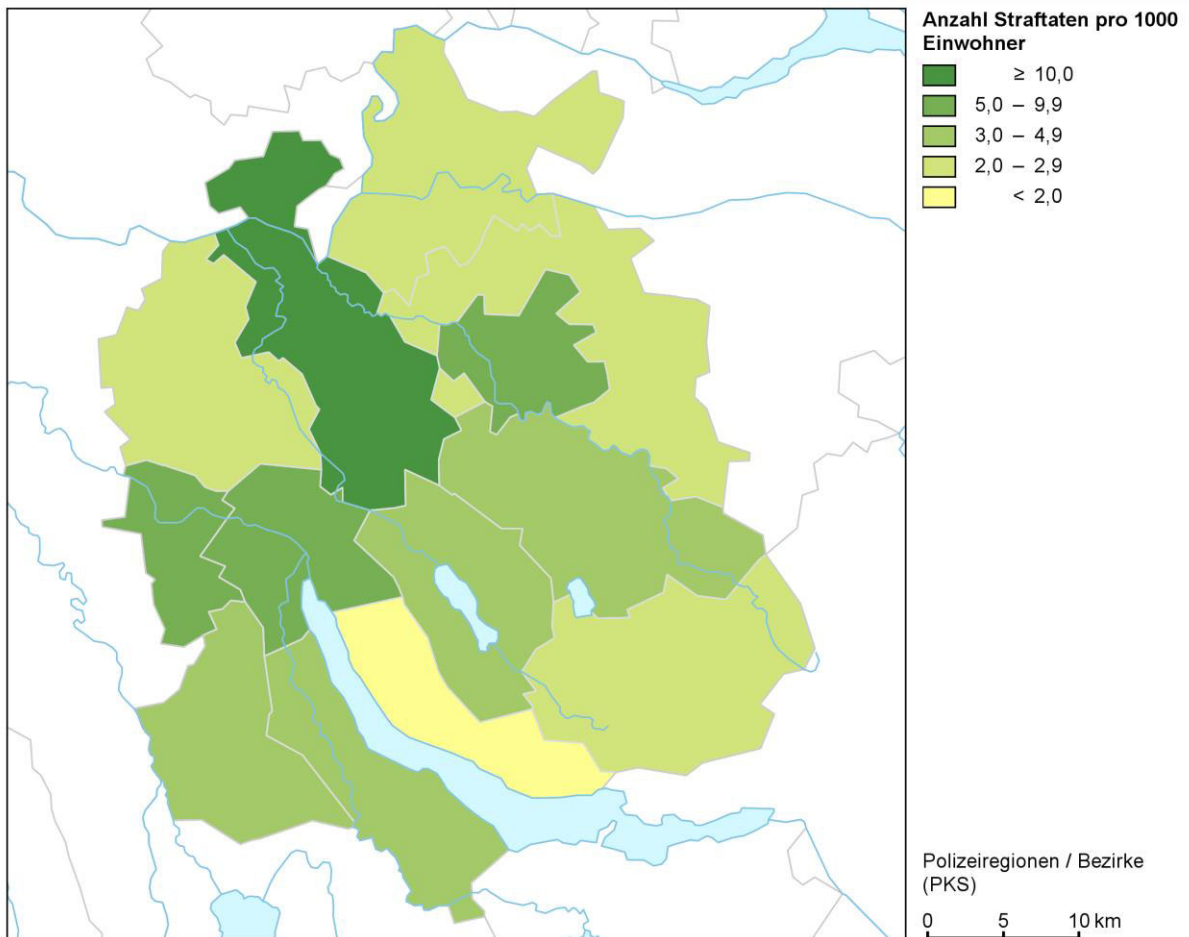 Anzahl Straftaten pro 1000
Einwohner
≥ 10,0
5,0 – 9,9
3,0 – 4,9
2,0 – 2,9
< 2,0
Polizeiregionen / Bezirke
(PKS)
0 5 10 km